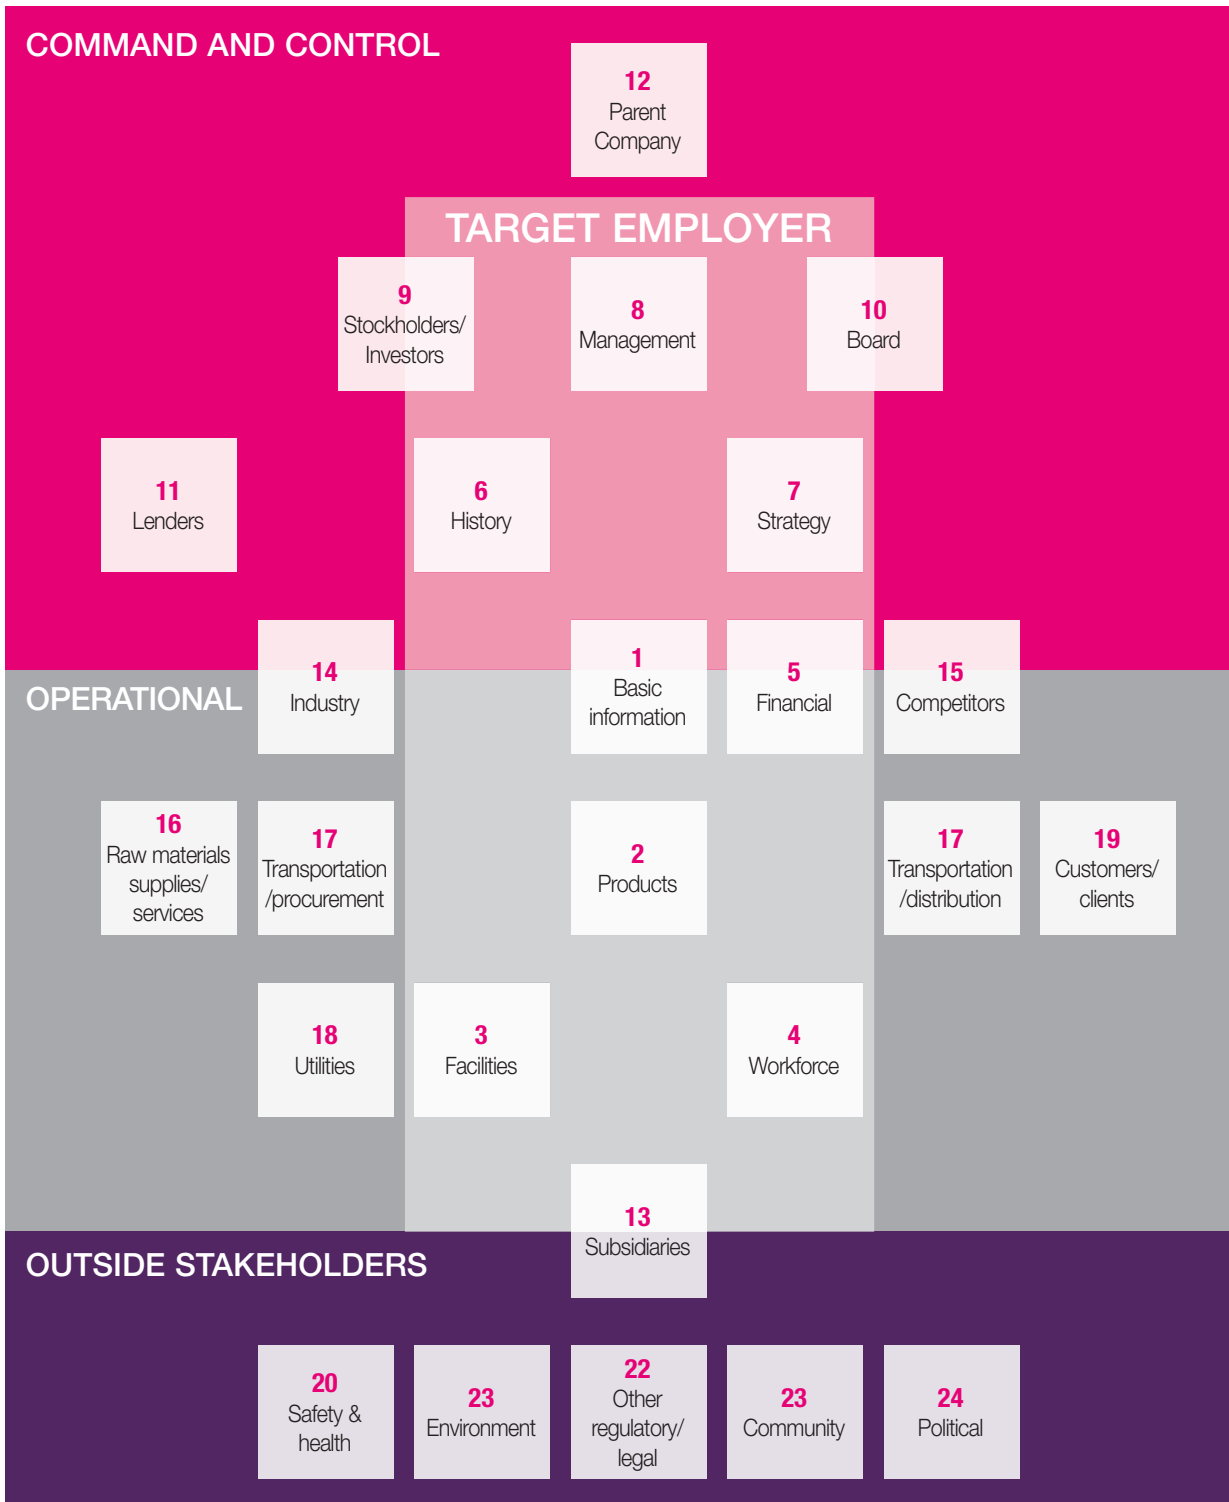 COMMAND AND CONTROL
12
Parent
Company
TARGET EMPLOYER
9
Stockholders/
Investors
8
Management
10
Board
11
Lenders
6
History
7
Strategy
14
Industry
1
Basic
information
5
Financial
15
Competitors
OPERATIONAL
16
Raw materials
supplies/
services
17
Transportation
/procurement
2
Products
17
Transportation
/distribution
19
Customers/
clients
18
Utilities
3
Facilities
4
Workforce
13
Subsidiaries
OUTSIDE STAKEHOLDERS
20
Safety &
health
23
Environment
22
Other
regulatory/
legal
23
Community
24
Political